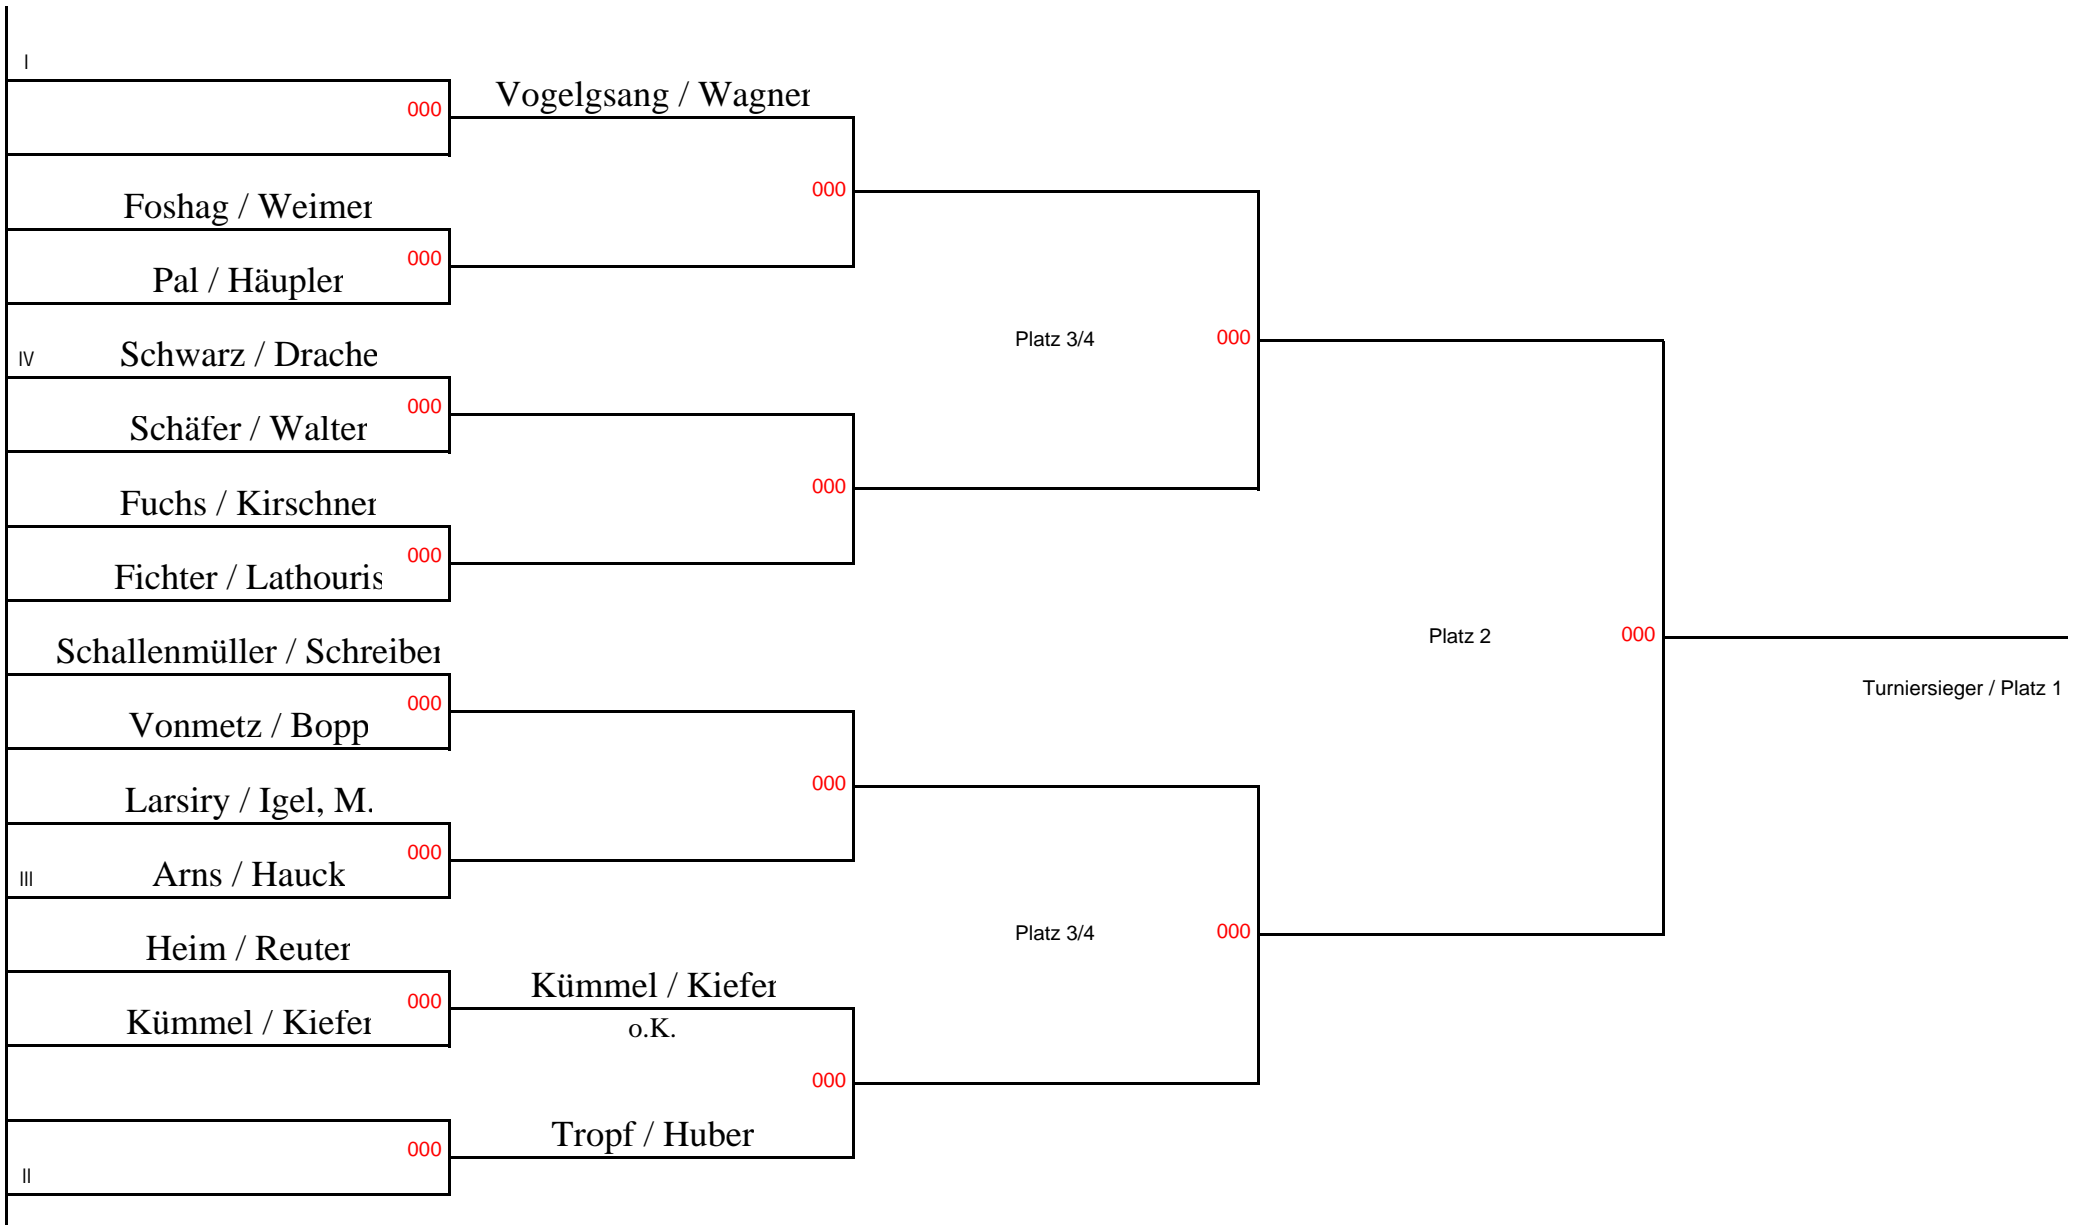 I
000
Vogelgsang / Wagner
000
Foshag / Weimer
000
Pal / Häupler
Platz 3/4
000
IV
Schwarz / Drache
000
Schäfer / Walter
000
Fuchs / Kirschner
000
Fichter / Lathouris
Platz 2
000
Turniersieger / Platz 1
Schallenmüller / Schreiber
000
Vonmetz / Bopp
000
Larsiry / Igel, M.
000
III
Arns / Hauck
Platz 3/4
000
Heim / Reuter
000
Kümmel / Kiefer
Kümmel / Kiefer
o.K.
000
000
Tropf / Huber
II